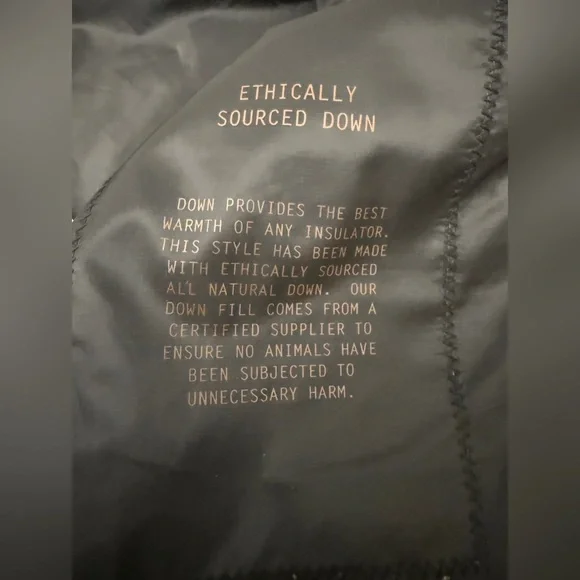 ETHICALLY
SOURCED DOWN
DOWN PROVIDES THE BEST
WARMTH OF ANY INSULATOR.
THIS STYLE HAS BEEN MADE
WITH ETHICALLY SOURCED
ALL NATURAL DOWN. OUR
DOWN FILL COMES FROM A
CERTIFIED SUPPLIER TO
ENSURE NO ANIMALS HAVE
BEEN SUBJECTED TO
UNNECESSARY HARM.